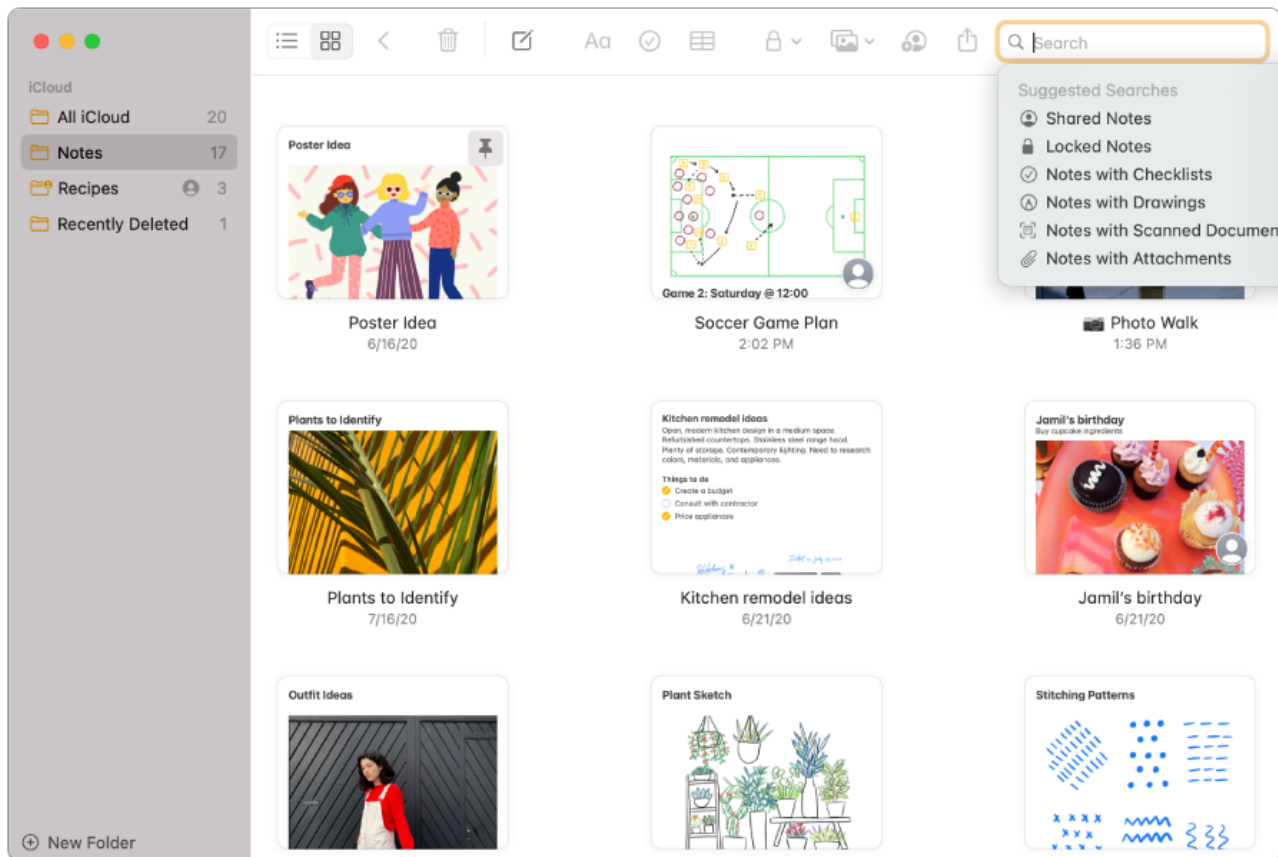 Search
iCloud
All iCloud 20
Notes 17
Recipes 3
Recently Deleted 1
New Folder
Suggested Searches
Shared Notes
Locked Notes
Notes with Checklists
Notes with Drawings
Notes with Scanned Documen
Notes with Attachments
Aa
Poster Idea
Poster Idea
6/16/20
Game 2: Saturday @ 12:00
Soccer Game Plan
2:02 PM
Photo Walk
1:36 PM
Plants to Identify
Plants to Identify
7/16/20
Kitchen remodel ideas
Open, modern kitchen design in a medium space.
Refurbished countertops. Stainless steel range hood.
Plenty of storage. Contemporary lighting. Need to research
colors, materials, and appliances.
Things to do
Create a budget
Consult with contractor
Price appliances
Kitchen remodel ideas
6/21/20
Jamil's birthday
Buy cupcake ingredients
Jamil's birthday
6/21/20
Outfit Ideas
Plant Sketch
Stitching Patterns